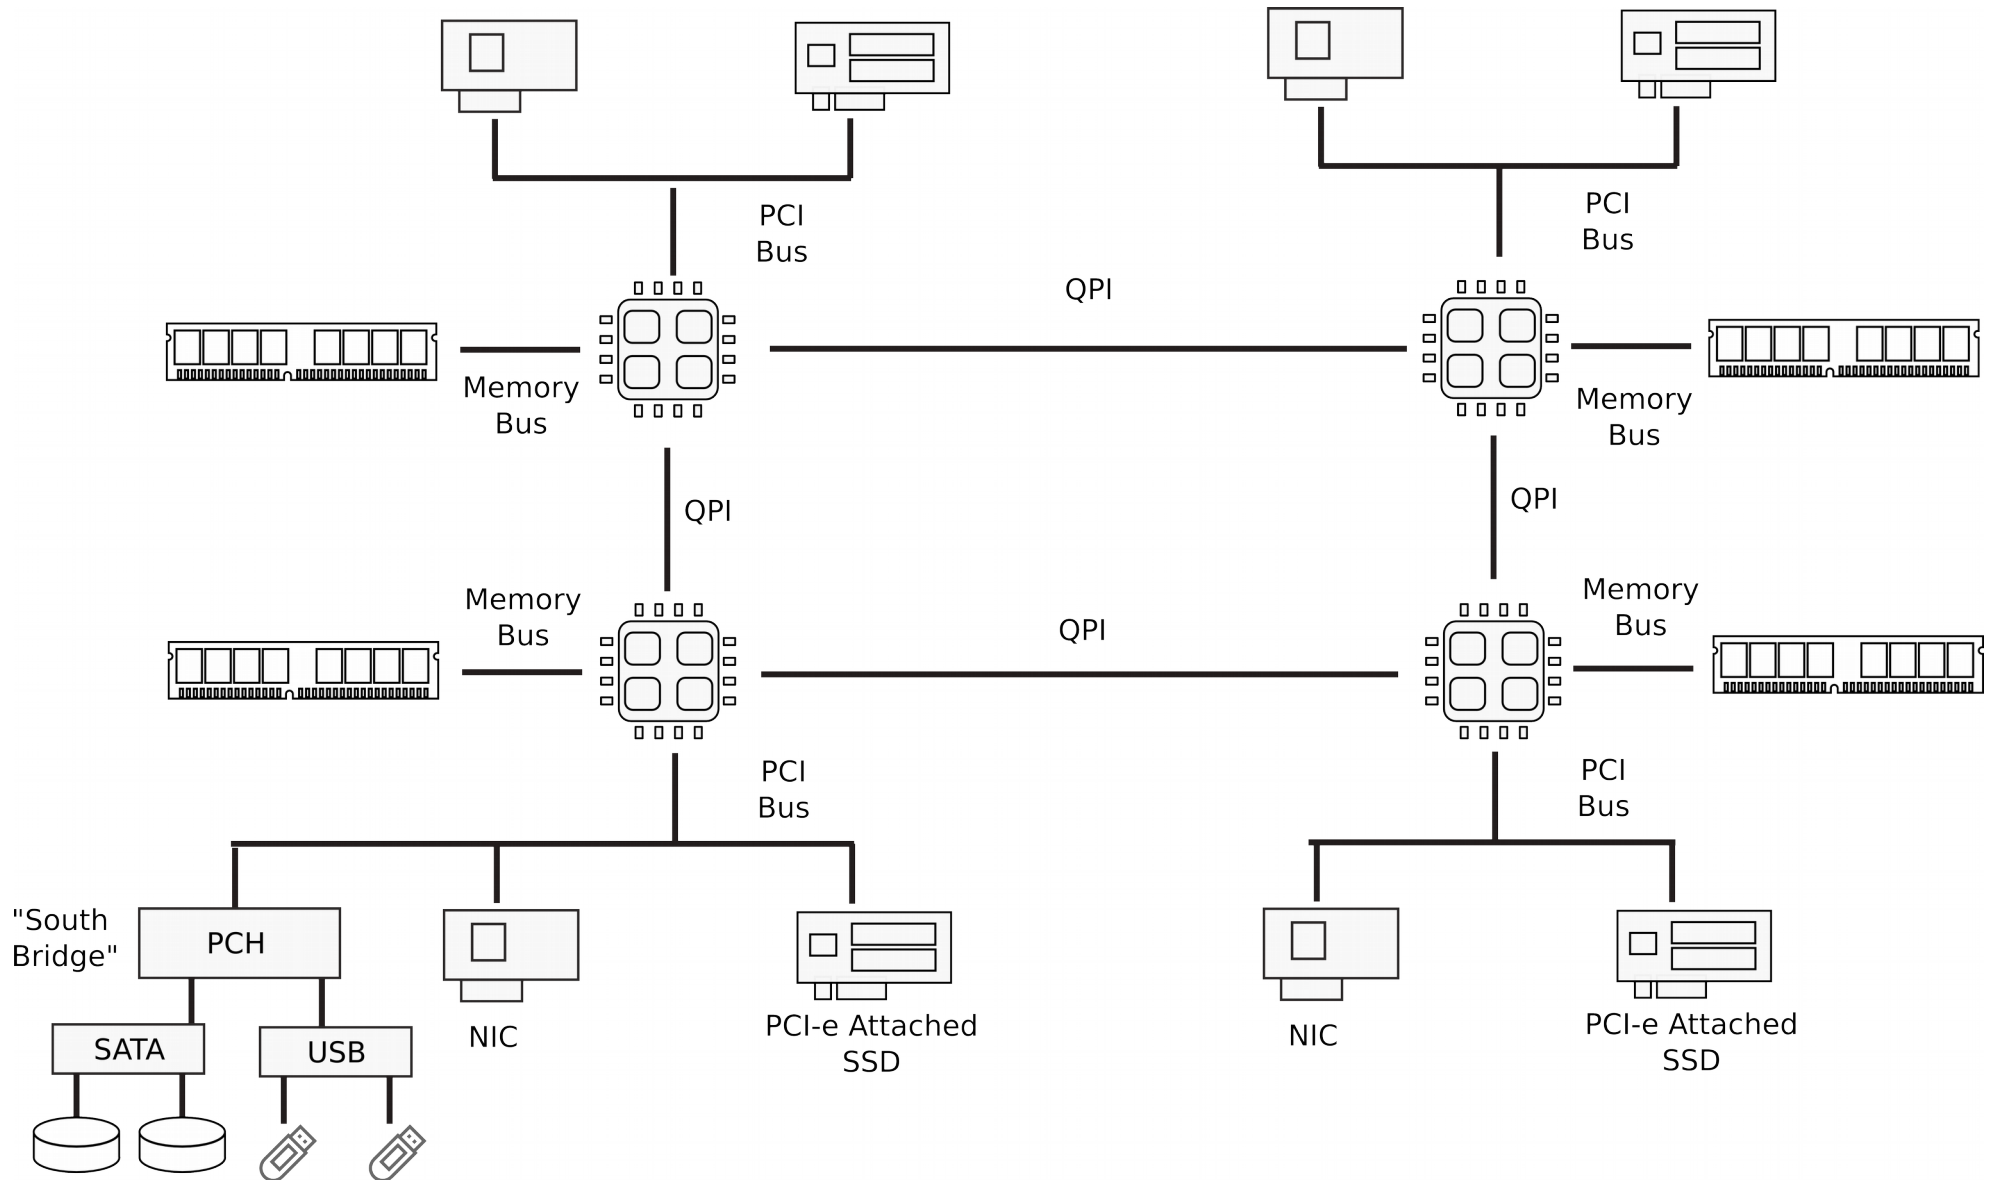 PCI
Bus
PCI
Bus
QPI
Memory
Bus
Memory
Bus
QPI
QPI
Memory
Bus
QPI
Memory
Bus
PCI
Bus
PCI
Bus
"South
Bridge"
PCH
SATA
USB
NIC
PCI-e Attached
SSD
NIC
PCI-e Attached
SSD